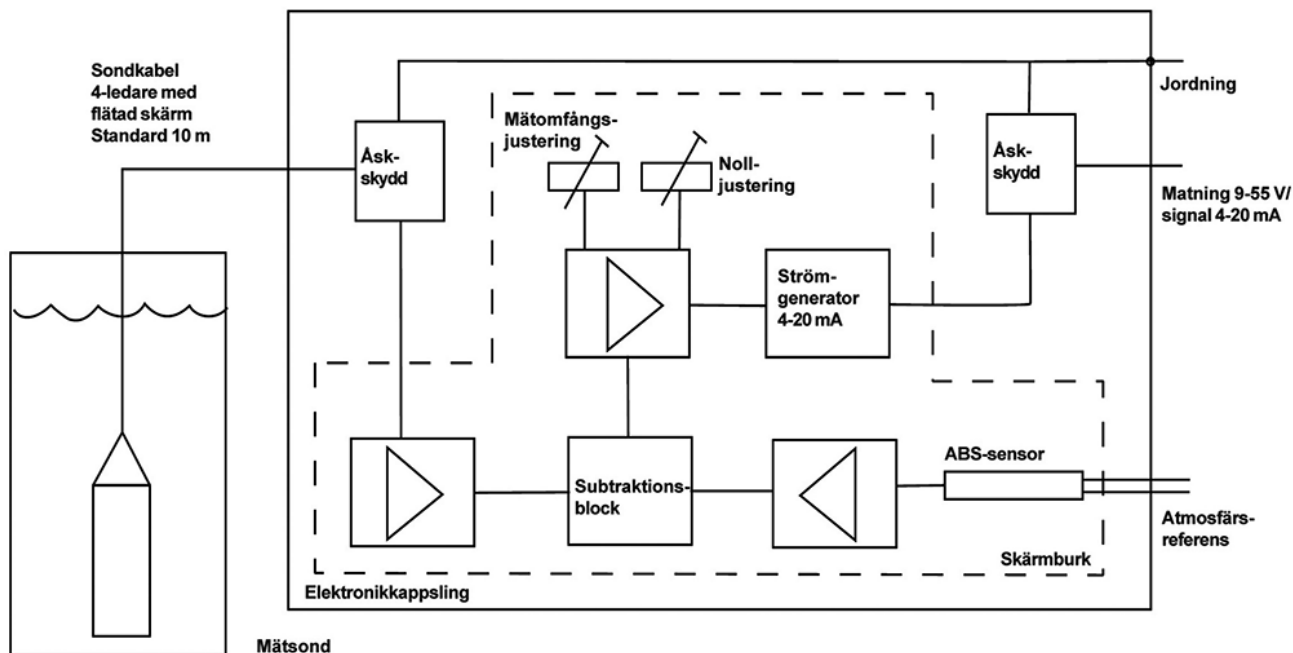 Sondkabel
4-ledare med
flätad skärm
Standard 10 m
Åsk-
skydd
Mätomfångs-
justering
Noll-
justering
Åsk-
skydd
Jordning
Matning 9-55 V/
signal 4-20 mA
Ström-
generator
4-20 mA
Subtraktions-
block
ABS-sensor
Atmosfärs-
referens
Skärmburk
Elektronikkappsling
Mätsond